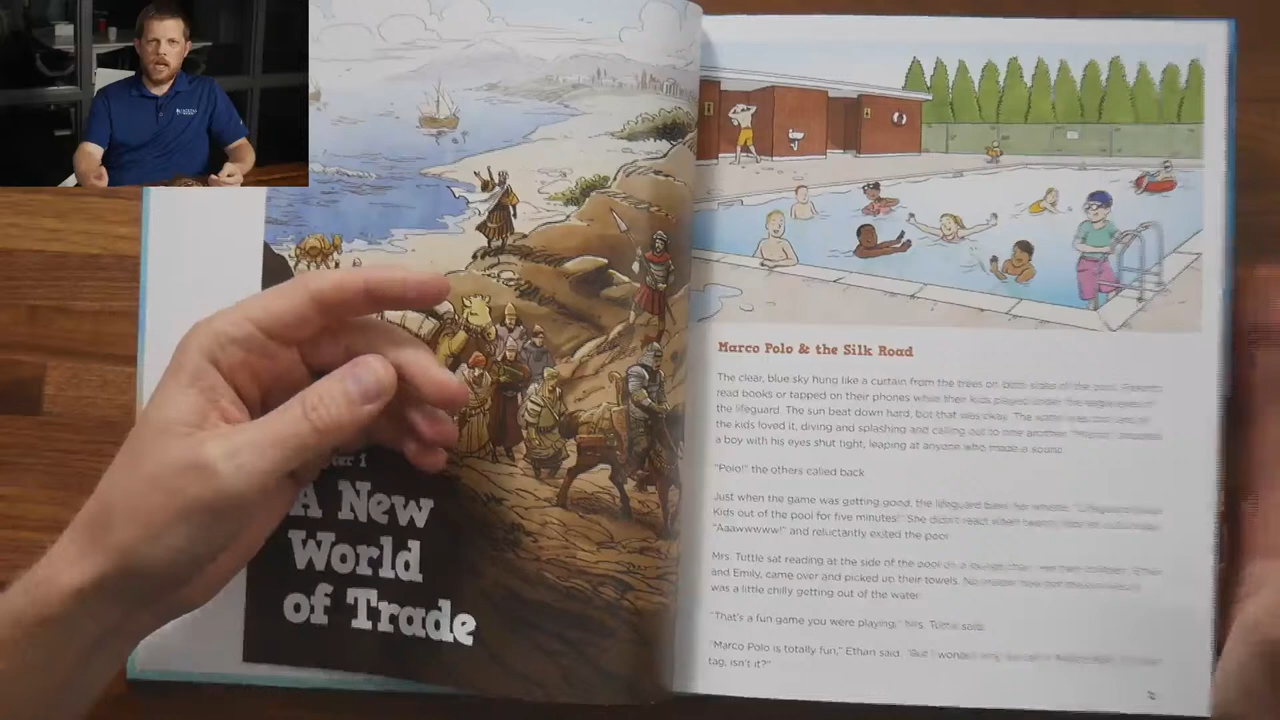 ter 1
A New
World
of Trade
Marco Polo & the Silk Road
The clear, blue sky hung like a curtain from the trees on both sides of the pool.
read books or tapped on their phones while their kids played under the
the lifeguard. The sun beat down hard, but that was okay. The
the kids loved it, diving and splashing and calling out to one another.
a boy with his eyes shut tight, leaping at anyone who made a sound.
"Polo!" the others called back.
Just when the game was getting good, the lifeguard blew her whistle.
Kids out of the pool for five minutes." She didn't react when
"Aaawwwww!" and reluctantly exited the pool.
Mrs. Tuttle sat reading at the side of the pool on a
and Emily, came over and picked up their towels. No
was a little chilly getting out of the water.
"That's a fun game you were playing," Mrs. Tuttle said.
"Marco Polo is totally fun," Ethan said. "But I wonder
tag, isn't it?"